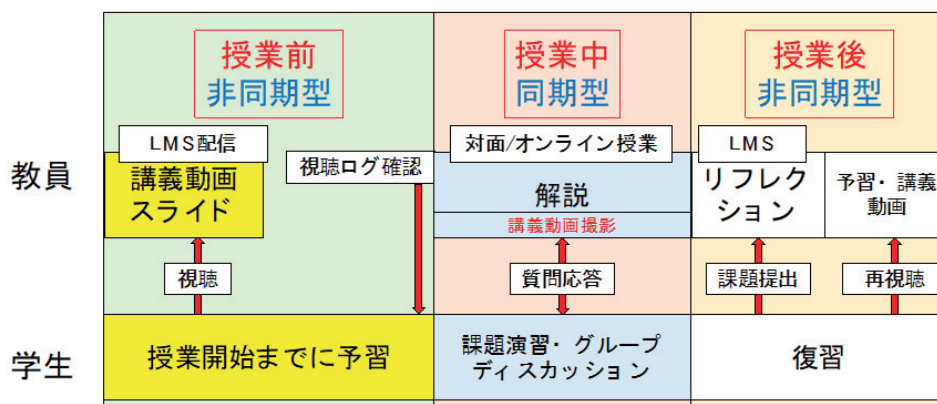 授業前
非同期型
授業中
同期型
授業後
非同期型
教員
LMS配信
講義動画
スライド
視聴ログ確認
対面/オンライン授業
解説
講義動画撮影
LMS
リフレク
ション
予習・講義
動画
視聴
質問応答
課題提出
再視聴
学生
授業開始までに予習
課題演習・グループ
ディスカッション
復習